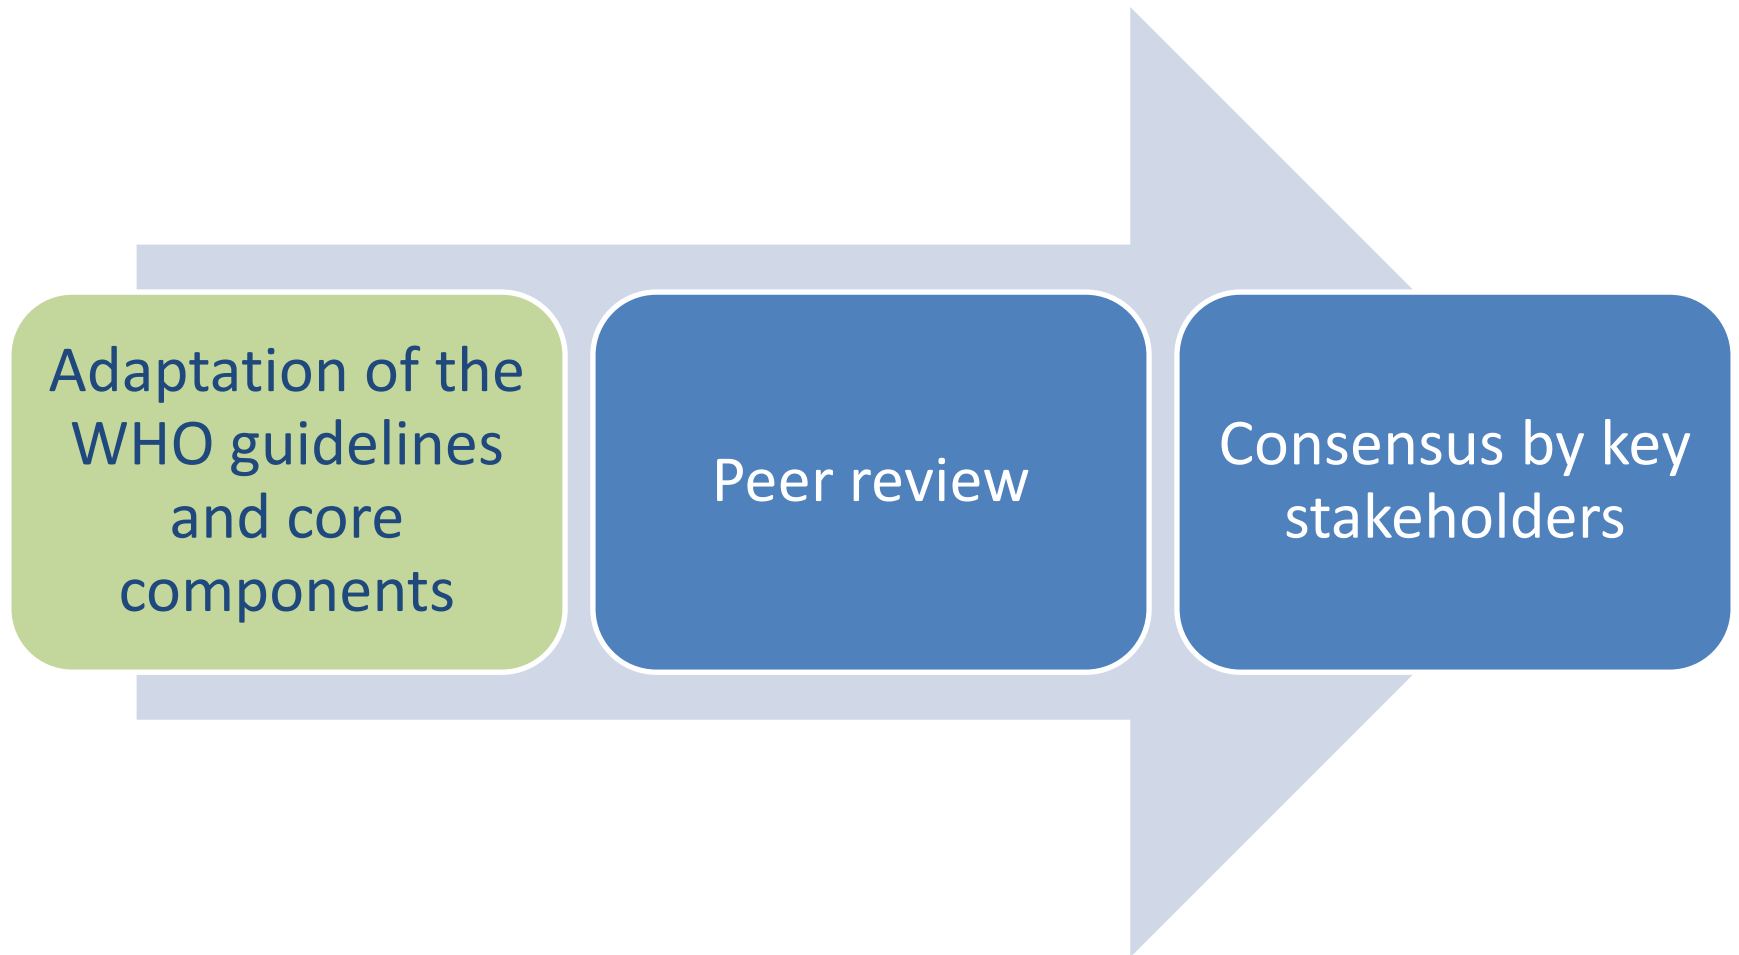 Adaptation of the
WHO guidelines
and core
components
Peer review
Consensus by key
stakeholders